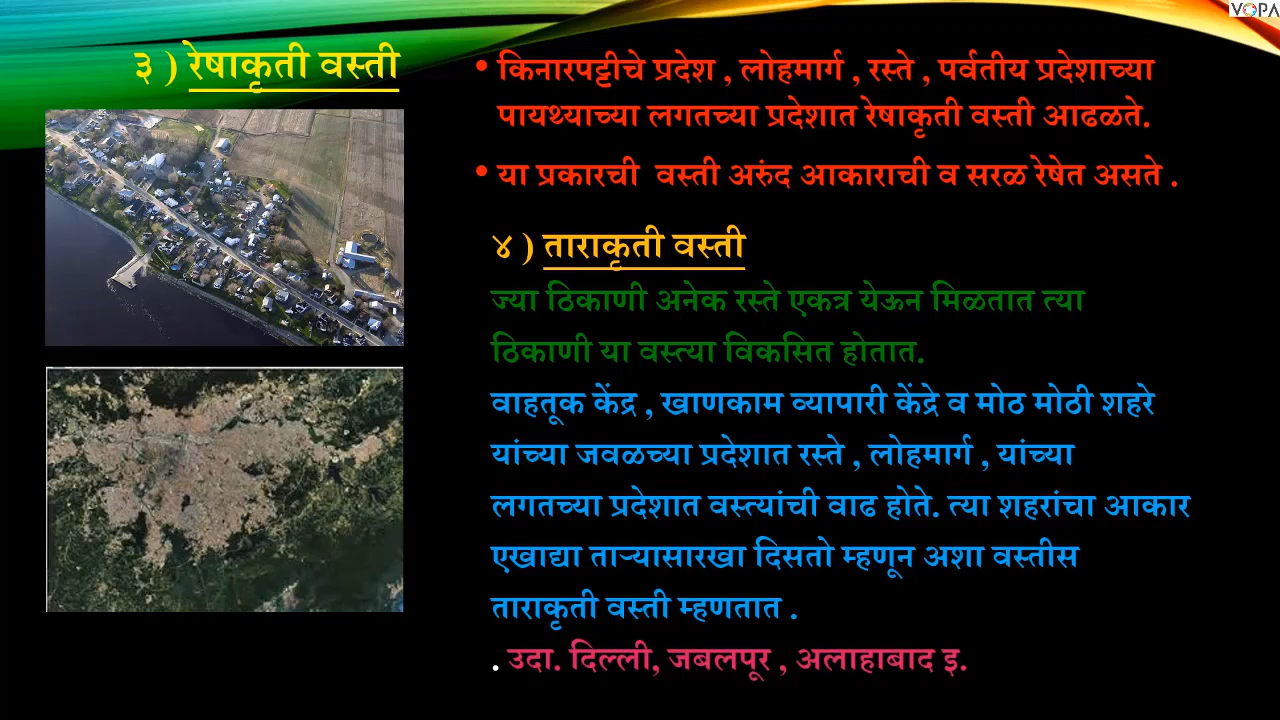 VOPA
३ ) रेषाकृती वस्ती
• किनारपट्टीचे प्रदेश , लोहमार्ग , रस्ते , पर्वतीय प्रदेशाच्या
पायथ्याच्या लगतच्या प्रदेशात रेषाकृती वस्ती आढळते.
• या प्रकारची वस्ती अरुंद आकाराची व सरळ रेषेत असते .
४ ) ताराकृती वस्ती
ज्या ठिकाणी अनेक रस्ते एकत्र येऊन मिळतात त्या
ठिकाणी या वस्त्या विकसित होतात.
वाहतूक केंद्र , खाणकाम व्यापारी केंद्रे व मोठ मोठी शहरे
यांच्या जवळच्या प्रदेशात रस्ते , लोहमार्ग , यांच्या
लगतच्या प्रदेशात वस्त्यांची वाढ होते. त्या शहरांचा आकार
एखाद्या ताऱ्यासारखा दिसतो म्हणून अशा वस्तीस
ताराकृती वस्ती म्हणतात .
. उदा. दिल्ली, जबलपूर , अलाहाबाद इ.